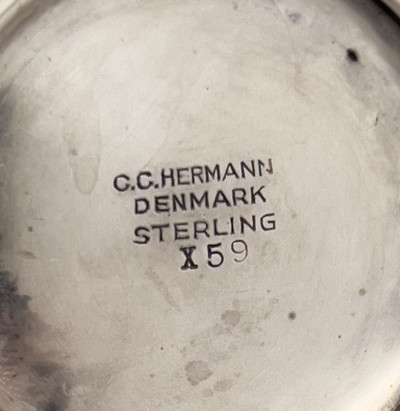 C.C.HERMANN
DENMARK
STERLING
X59